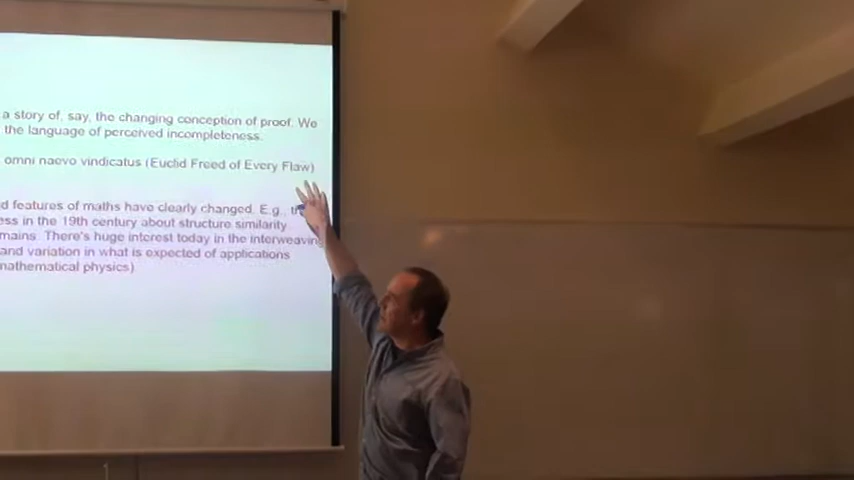 a story of, say, the changing conception of proof. We
the language of perceived incompleteness.
omni naevo vindicatus (Euclid Freed of Every Flaw)
d features of maths have clearly changed. E.g.,
ess in the 19th century about structure similarity
mains. There's huge interest today in the interweaving
and variation in what is expected of applications
mathematical physics)